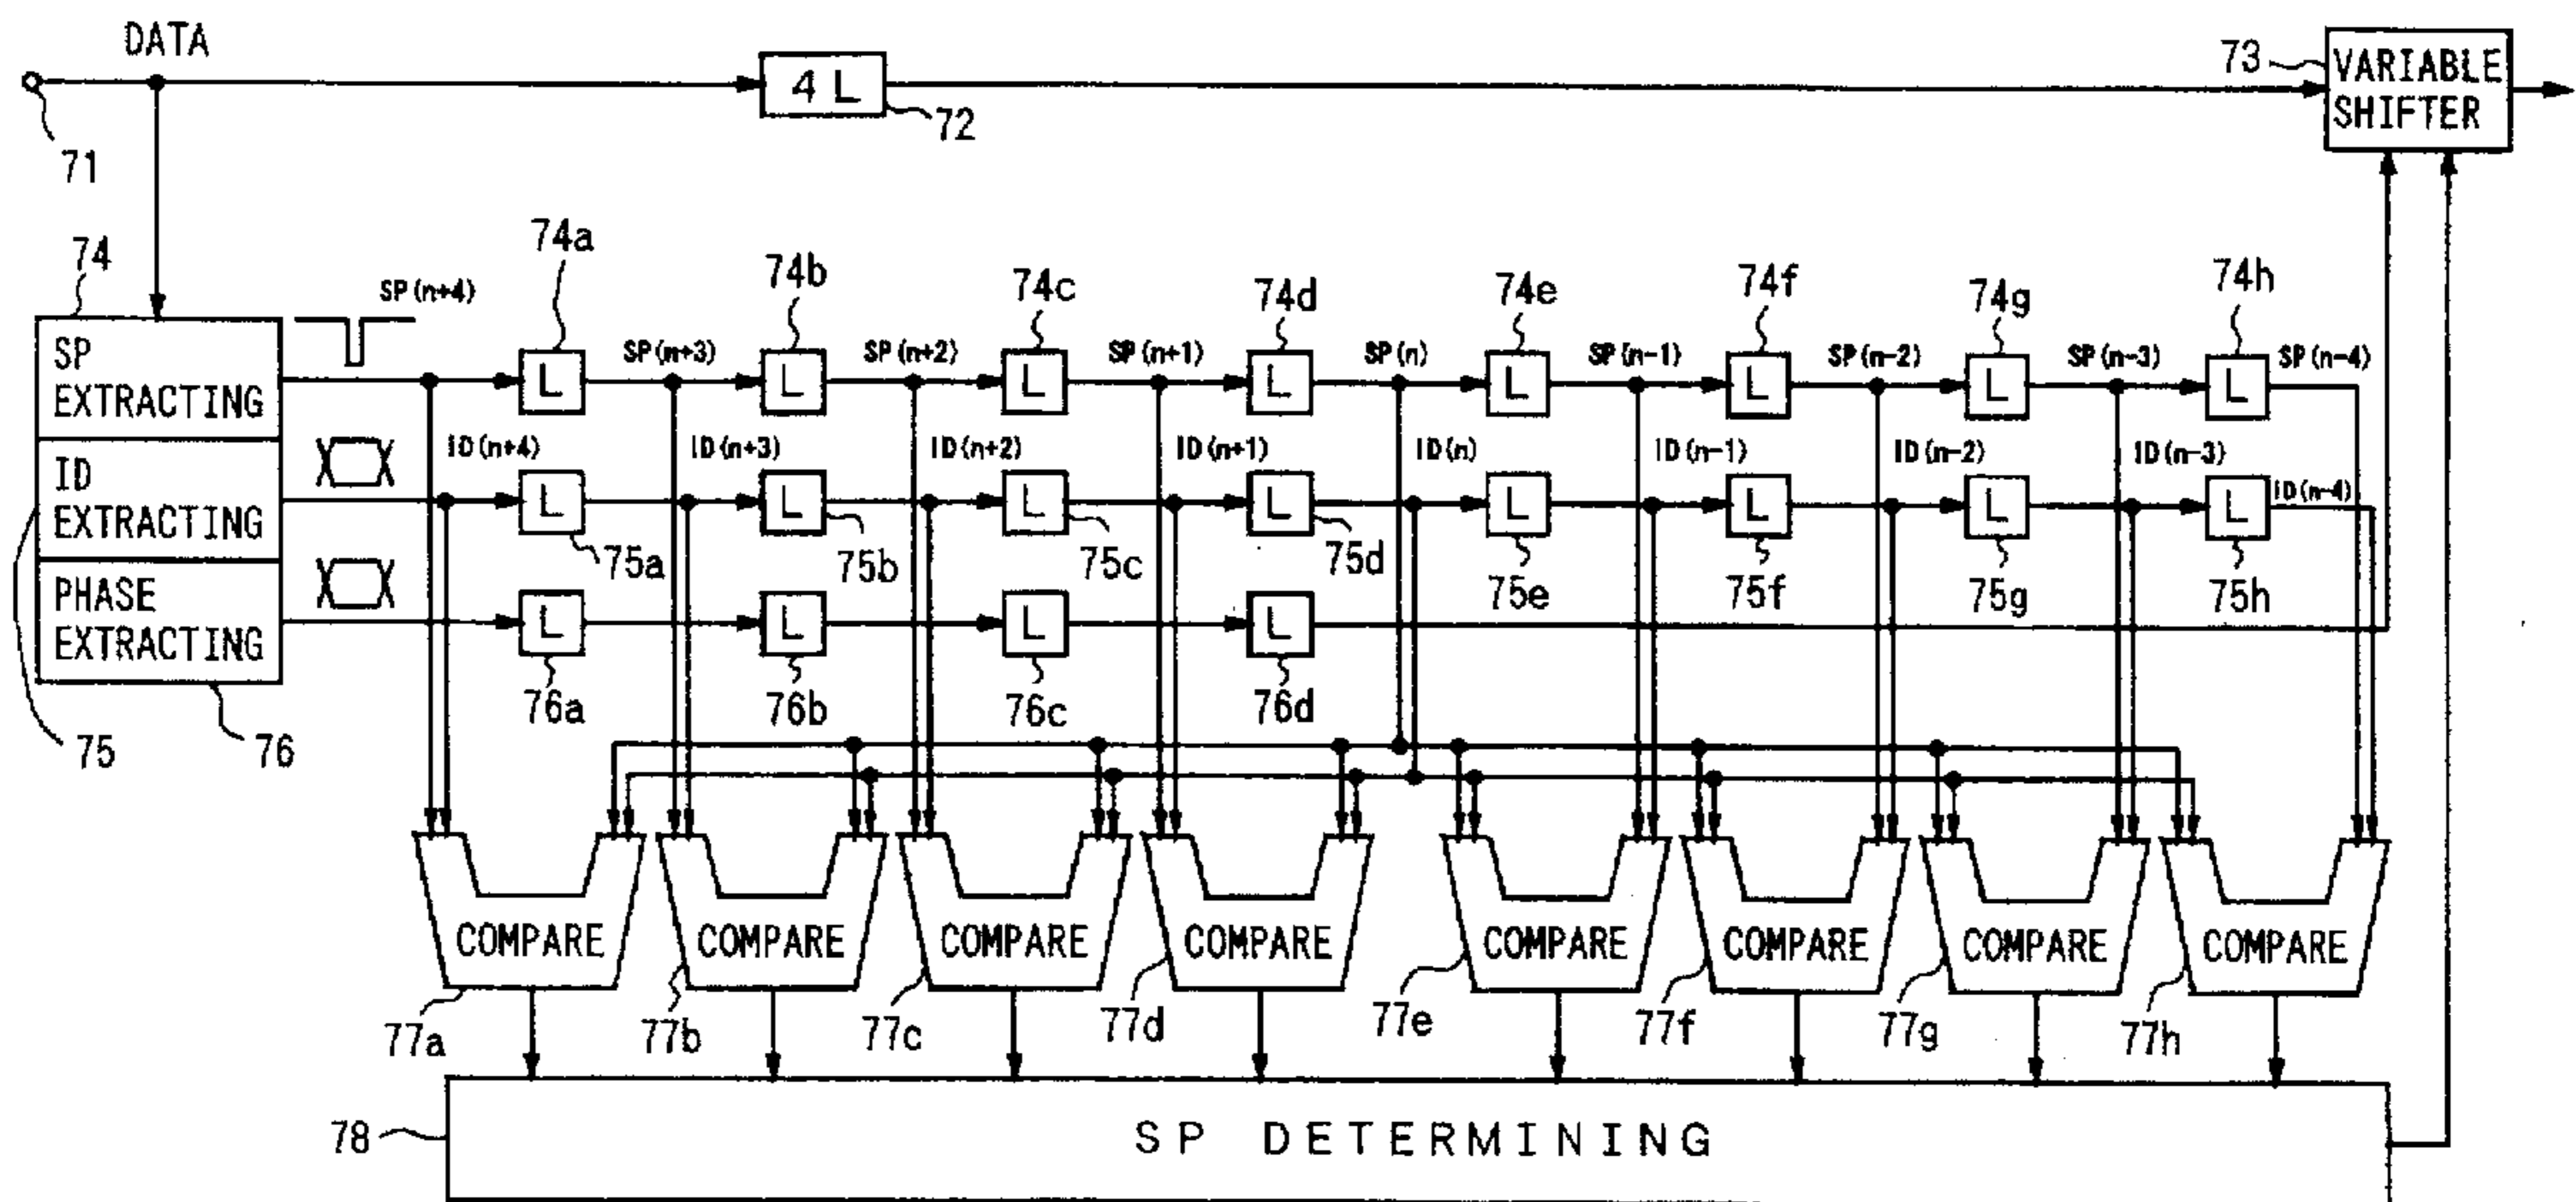 DATA
71
4 L
72
73
VARIABLE
SHIFTER
74
SP
EXTRACTING
ID
EXTRACTING
PHASE
EXTRACTING
75
76
SP(n+4)
74a
L
SP(n+3)
74b
L
SP(n+2)
74c
L
SP(n+1)
74d
L
SP(n)
74e
L
SP(n-1)
74f
L
SP(n-2)
74g
L
SP(n-3)
74h
L
SP(n-4)
ID(n+4)
L
75a
ID(n+3)
L
75b
ID(n+2)
L
75c
ID(n+1)
L
75d
ID(n)
L
75e
ID(n-1)
L
75f
ID(n-2)
L
75g
ID(n-3)
L
75h
ID(n-4)
L
76a
L
76b
L
76c
L
76d
COMPARE
77a
COMPARE
77b
COMPARE
77c
COMPARE
77d
COMPARE
77e
COMPARE
77f
COMPARE
77g
COMPARE
77h
78
SP DETERMINING